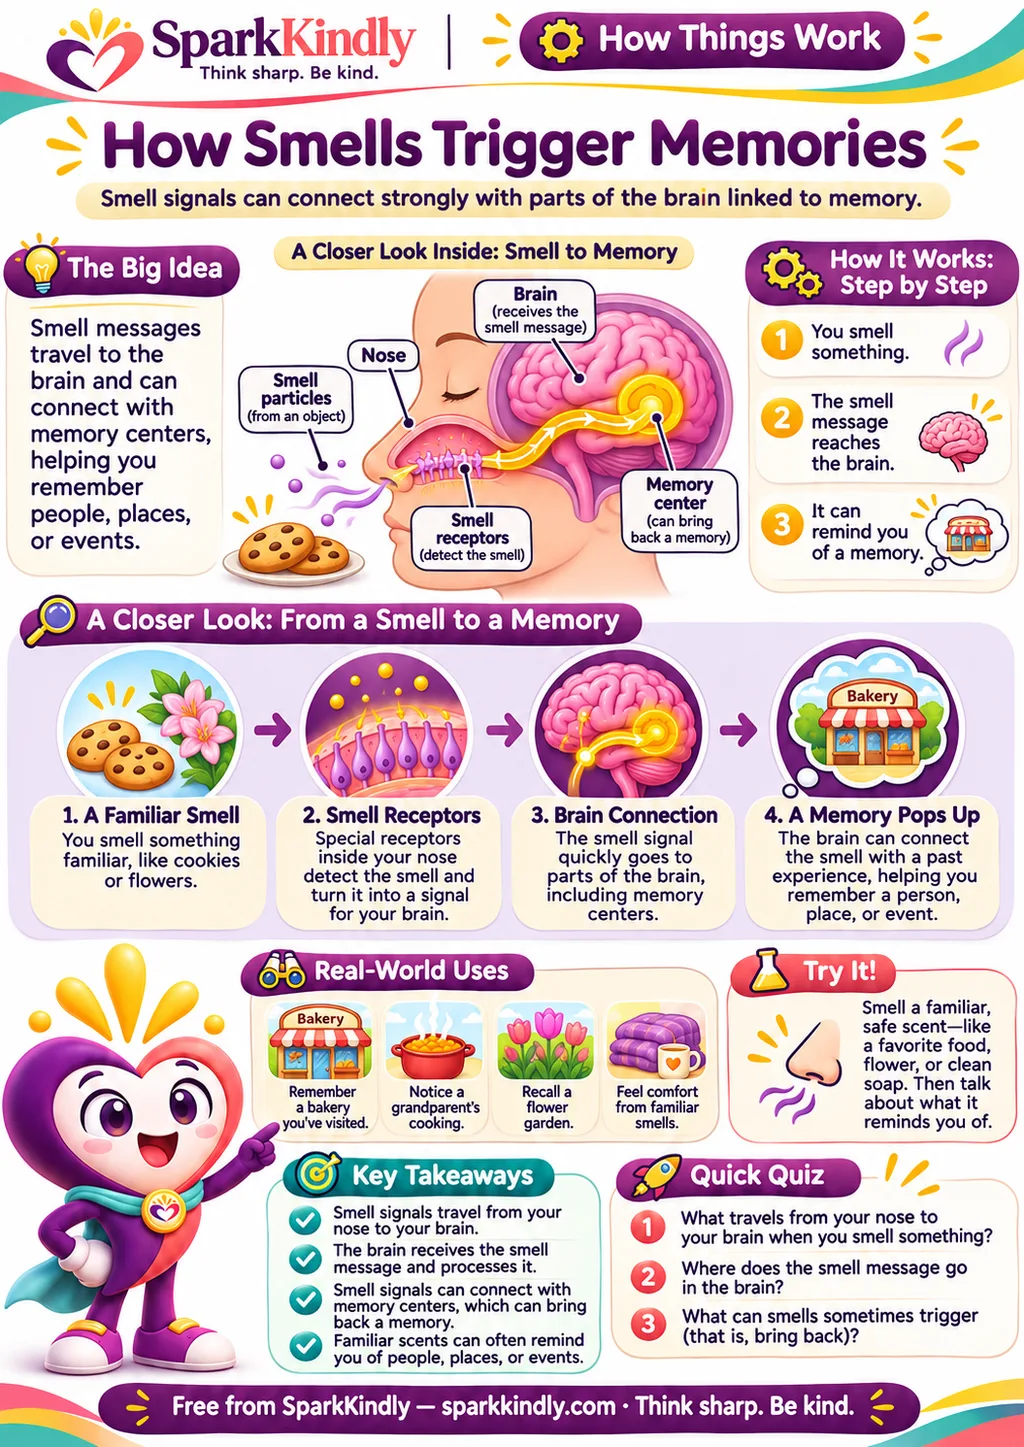 SparkKindly
Think sharp. Be kind.
How Things Work
How Smells Trigger Memories
Smell signals can connect strongly with parts of the brain linked to memory.
The Big Idea
Smell messages
travel to the
brain and can
connect with
memory centers,
helping you
remember
people, places,
or events.
A Closer Look Inside: Smell to Memory
Brain
(receives the
smell message)
Nose
Smell
particles
(from an object)
Smell
receptors
(detect the smell)
Memory
center
(can bring
back a memory)
How It Works:
Step by Step
1
You smell
something.
2
The smell
message
reaches
the brain.
3
It can
remind you
of a memory.
A Closer Look: From a Smell to a Memory
1. A Familiar Smell
You smell something
familiar, like cookies
or flowers.
2. Smell Receptors
Special receptors
inside your nose
detect the smell and
turn it into a signal
for your brain.
3. Brain Connection
The smell signal
quickly goes to
parts of the brain,
including memory
centers.
Bakery
4. A Memory Pops Up
The brain can connect
the smell with a past
experience, helping you
remember a person,
place, or event.
Real-World Uses
Bakery
Remember
a bakery
you've visited.
Notice a
grandparent's
cooking.
Recall a
flower
garden.
Feel comfort
from familiar
smells.
Try It!
Smell a familiar,
safe scent—like
a favorite food,
flower, or clean
soap. Then talk
about what it
reminds you of.
Key Takeaways
Smell signals travel from your
nose to your brain.
The brain receives the smell
message and processes it.
Smell signals can connect with
memory centers, which can bring
back a memory.
Familiar scents can often remind
you of people, places, or events.
Quick Quiz
1
What travels from your nose to
your brain when you smell something?
2
Where does the smell message go
in the brain?
3
What can smells sometimes trigger
(that is, bring back)?
Free from SparkKindly — sparkkindly.com · Think sharp. Be kind.